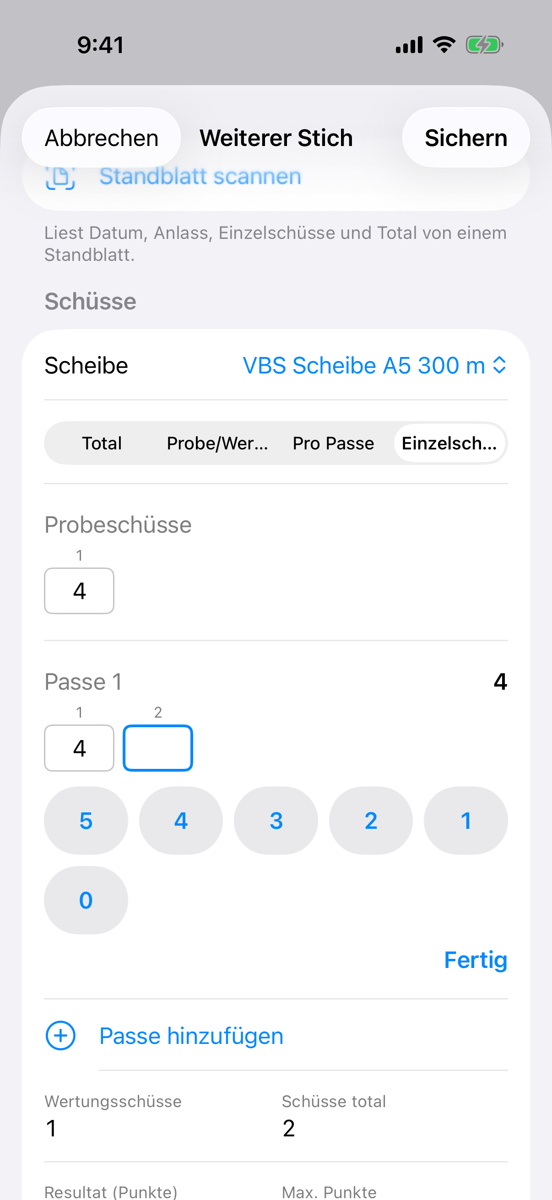 9:41
Abbrechen
Weiterer Stich
Sichern
Standblatt scannen
Liest Datum, Anlass, Einzelschüsse und Total von einem
Standblatt.
Schüsse
Scheibe
VBS Scheibe A5 300 m
Total
Probe/Wer...
Pro Passe
Einzelsch...
Probeschüsse
1
4
Passe 1
4
1
2
4
5
4
3
2
1
0
Fertig
Passe hinzufügen
Wertungsschüsse
Schüsse total
1
2
Resultat (Punkte)
Max. Punkte